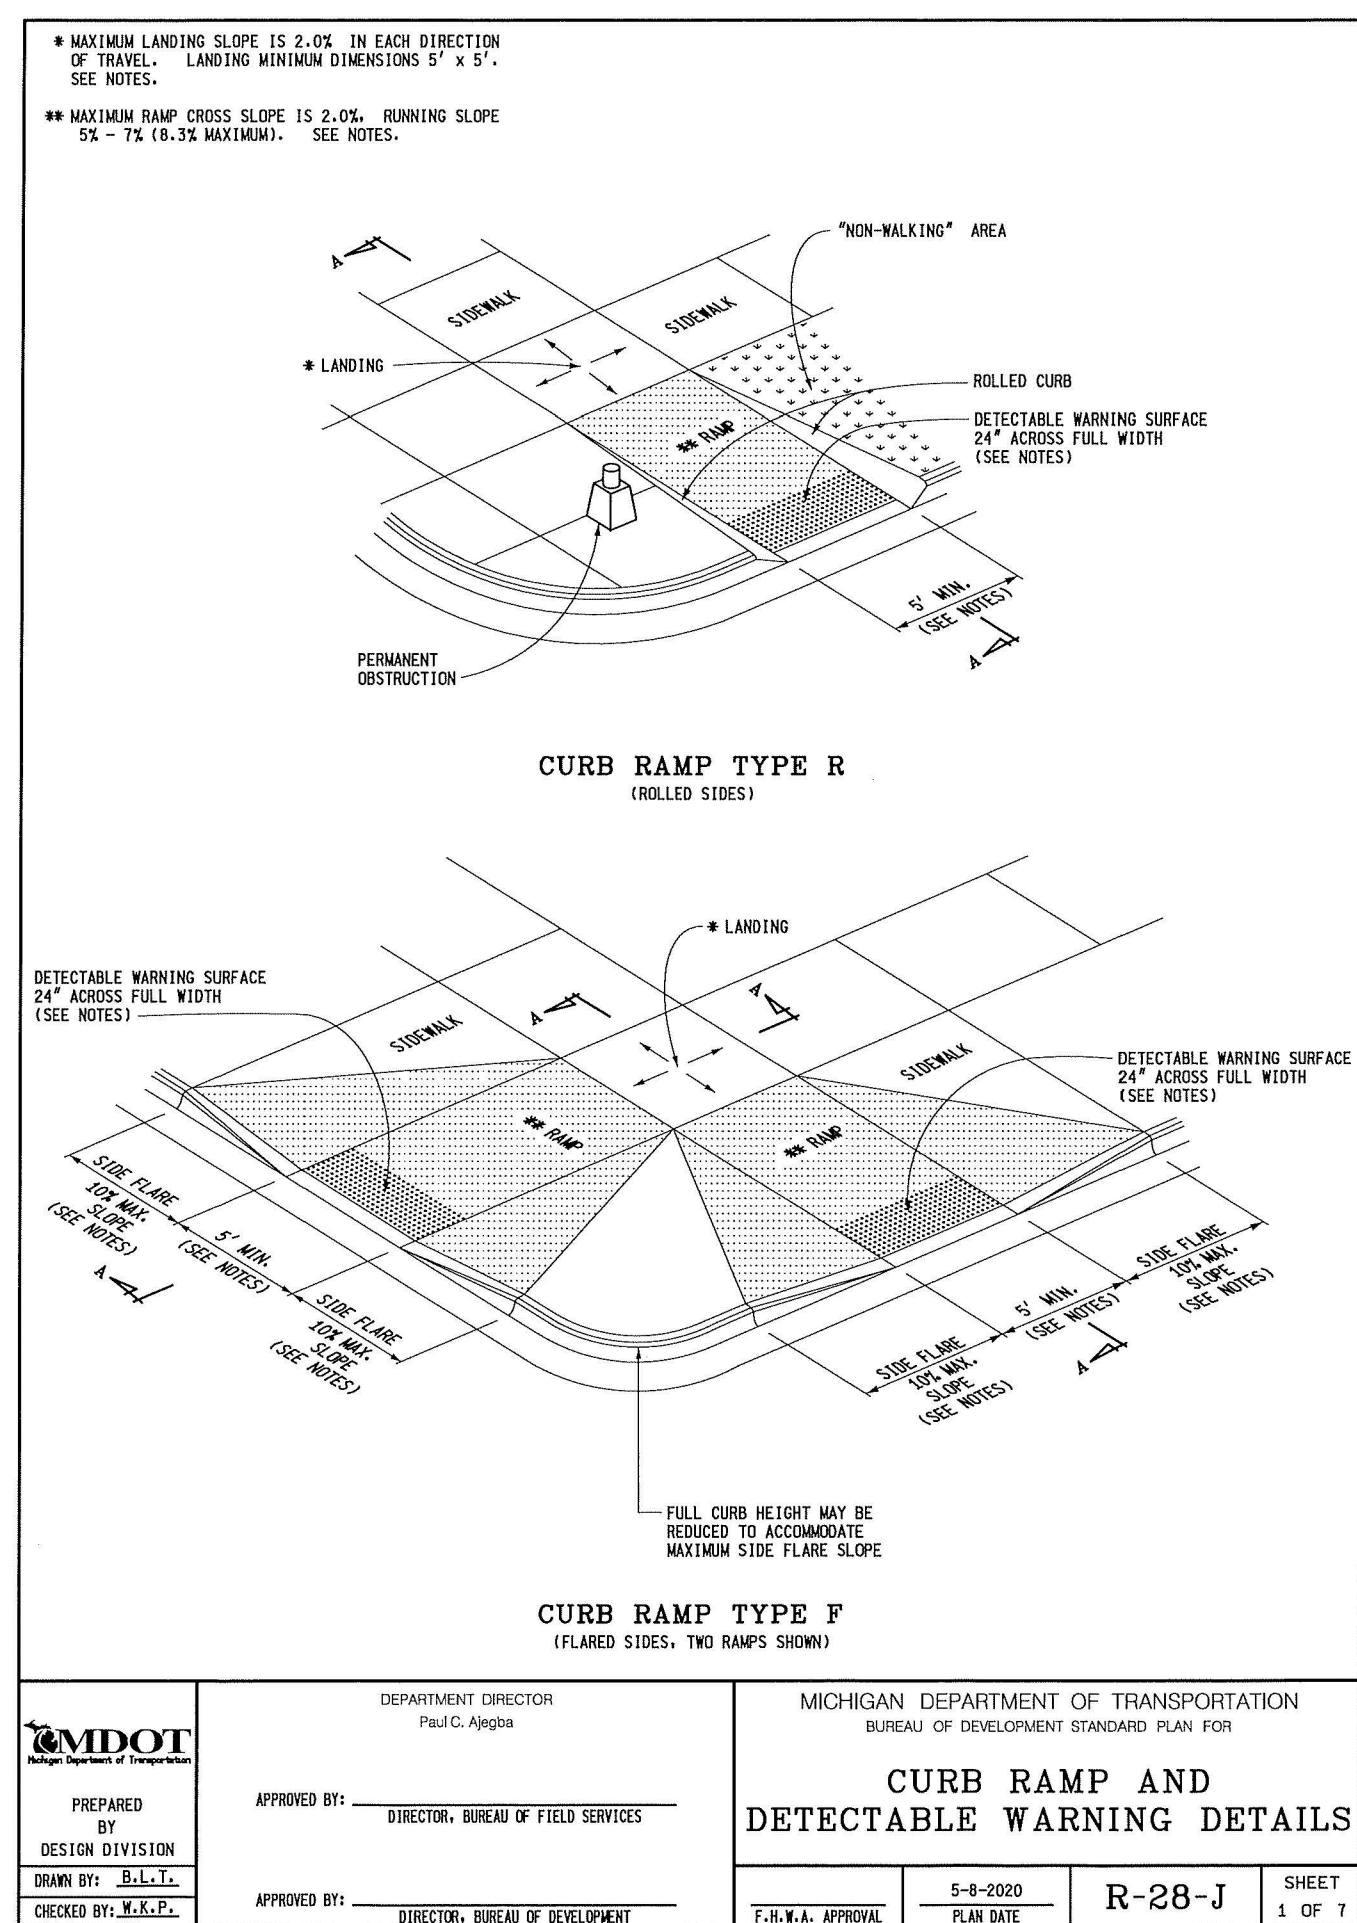 * MAXIMUM LANDING SLOPE IS 2.0% IN EACH DIRECTION
OF TRAVEL. LANDING MINIMUM DIMENSIONS 5' x 5'.
SEE NOTES.
** MAXIMUM RAMP CROSS SLOPE IS 2.0%, RUNNING SLOPE
5% - 7% (8.3% MAXIMUM). SEE NOTES.
"NON-WALKING" AREA
A
SIDEWALK
SIDEWALK
* LANDING
ROLLED CURB
DETECTABLE WARNING SURFACE
24" ACROSS FULL WIDTH
(SEE NOTES)
** RAMP
5' MIN.
(SEE NOTES)
A
PERMANENT
OBSTRUCTION
CURB RAMP TYPE R
(ROLLED SIDES)
* LANDING
DETECTABLE WARNING SURFACE
24" ACROSS FULL WIDTH
(SEE NOTES)
A
A
SIDEWALK
SIDEWALK
DETECTABLE WARNING SURFACE
24" ACROSS FULL WIDTH
(SEE NOTES)
** RAMP
** RAMP
SIDE FLARE
10% MAX.
SLOPE
(SEE NOTES)
5' MIN.
(SEE NOTES)
A
SIDE FLARE
10% MAX.
SLOPE
(SEE NOTES)
SIDE FLARE
10% MAX.
SLOPE
(SEE NOTES)
5' MIN.
(SEE NOTES)
SIDE FLARE
10% MAX.
SLOPE
(SEE NOTES)
A
FULL CURB HEIGHT MAY BE
REDUCED TO ACCOMMODATE
MAXIMUM SIDE FLARE SLOPE
CURB RAMP TYPE F
(FLARED SIDES, TWO RAMPS SHOWN)
MDOT
Michigan Department of Transportation
PREPARED
BY
DESIGN DIVISION
DRAWN BY: B.L.T.
CHECKED BY: W.K.P.
DEPARTMENT DIRECTOR
Paul C. Ajegba
APPROVED BY:
DIRECTOR, BUREAU OF FIELD SERVICES
APPROVED BY:
DIRECTOR, BUREAU OF DEVELOPMENT
MICHIGAN DEPARTMENT OF TRANSPORTATION
BUREAU OF DEVELOPMENT STANDARD PLAN FOR
CURB RAMP AND
DETECTABLE WARNING DETAILS
F.H.W.A. APPROVAL
5-8-2020
PLAN DATE
R-28-J
SHEET
1 OF 7